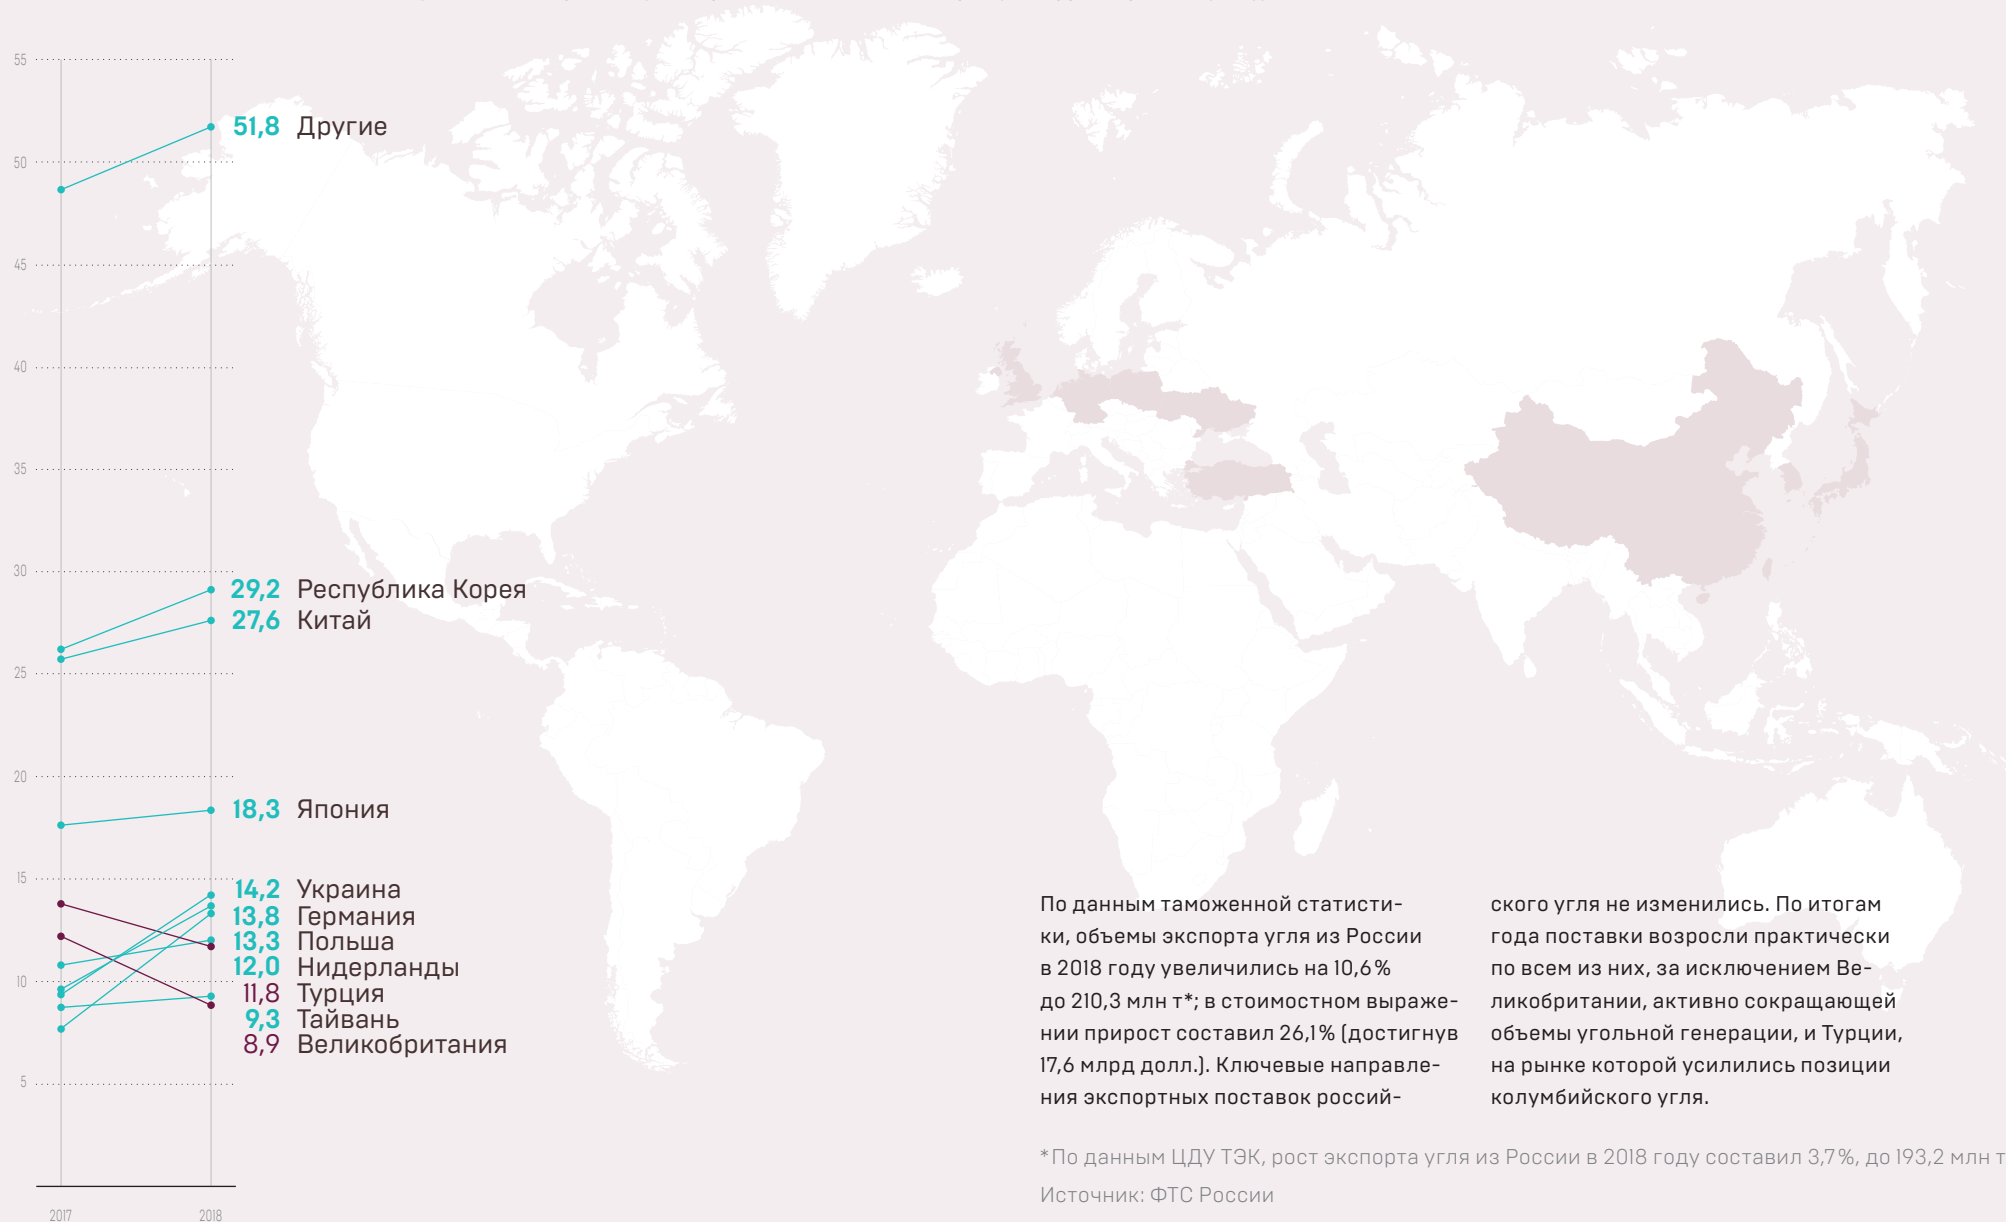 55
50
45
40
35
30
25
20
15
10
5
2017
2018
51,8 Другие
29,2 Республика Корея
27,6 Китай
18,3 Япония
14,2 Украина
13,8 Германия
13,3 Польша
12,0 Нидерланды
11,8 Турция
9,3 Тайвань
8,9 Великобритания
По данным таможенной статисти-
ки, объемы экспорта угля из России
в 2018 году увеличились на 10,6%
до 210,3 млн т*; в стоимостном выраже-
нии прирост составил 26,1% (достигнув
17,6 млрд долл.). Ключевые направле-
ния экспортных поставок россий-
ского угля не изменились. По итогам
года поставки возросли практически
по всем из них, за исключением Ве-
ликобритании, активно сокращающей
объемы угольной генерации, и Турции,
на рынке которой усилились позиции
колумбийского угля.
*По данным ЦДУ ТЭК, рост экспорта угля из России в 2018 году составил 3,7%, до 193,2 млн т
Источник: ФТС России